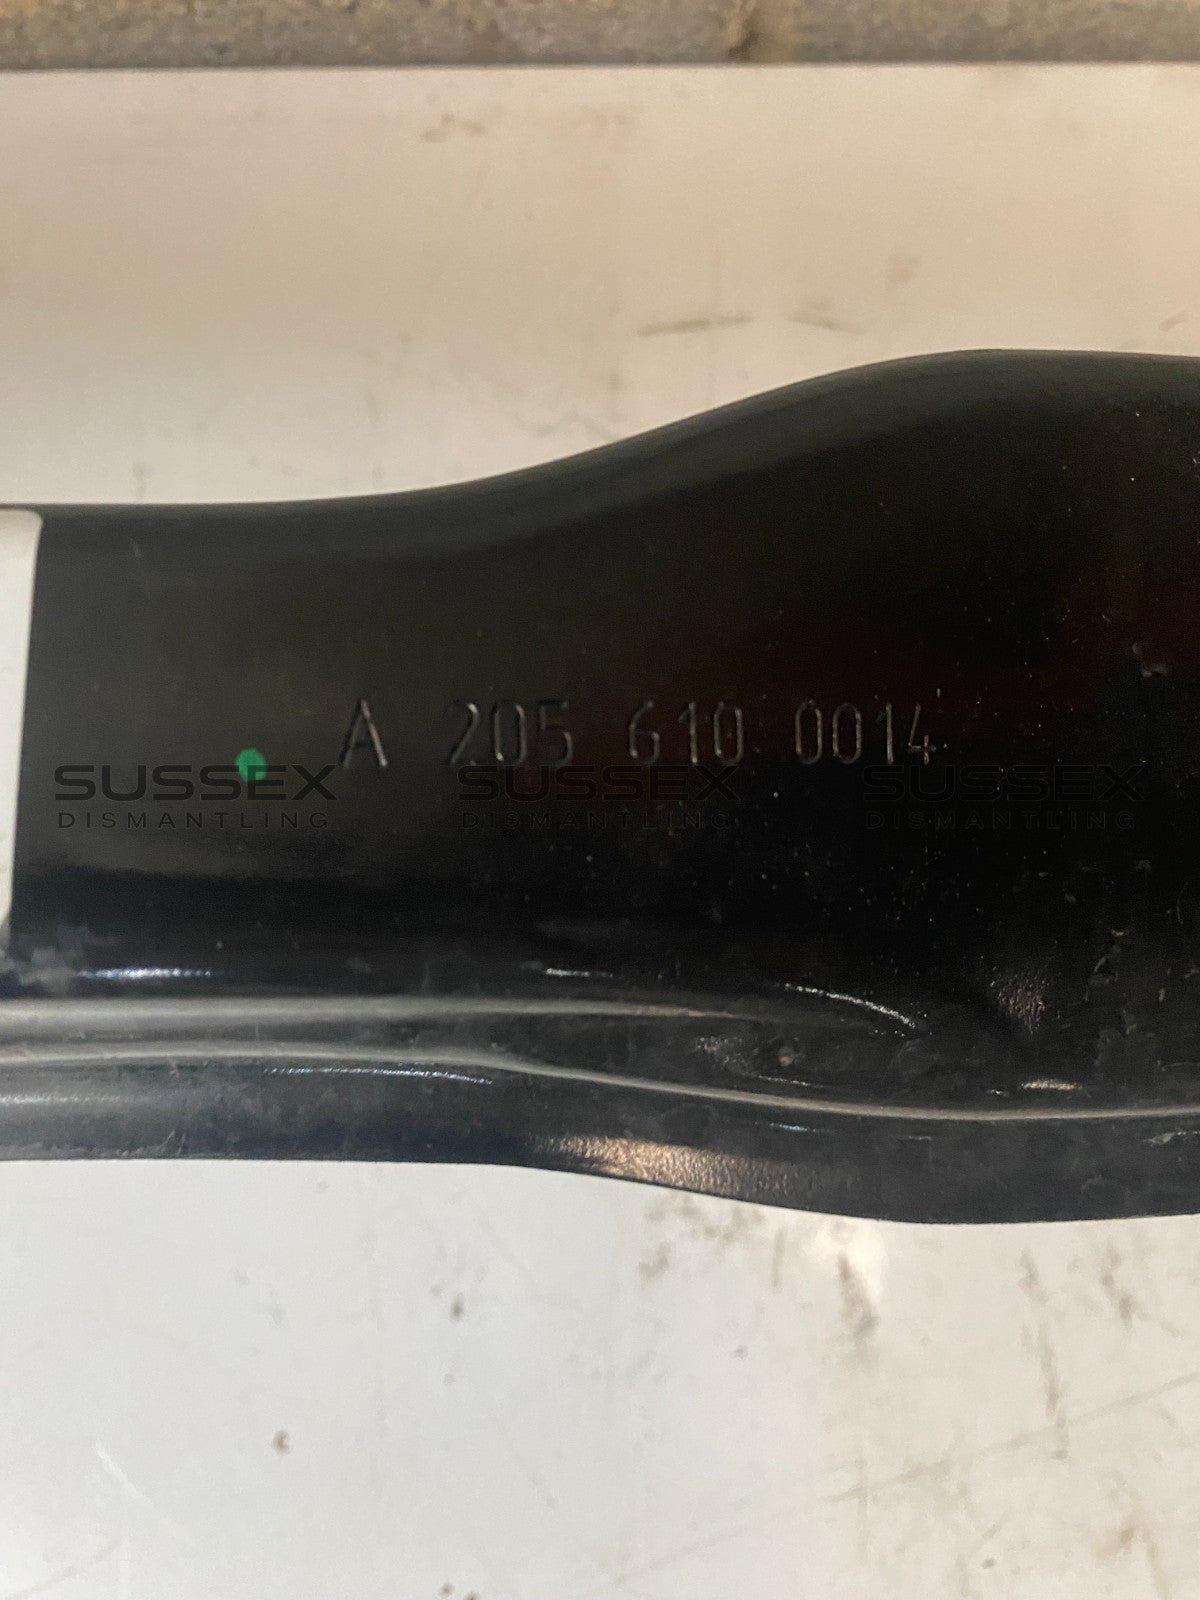 A 205 610 0014
SUSSEX SUSSEX SUSSEX
DISMANTLING DISMANTLING DISMANTLING